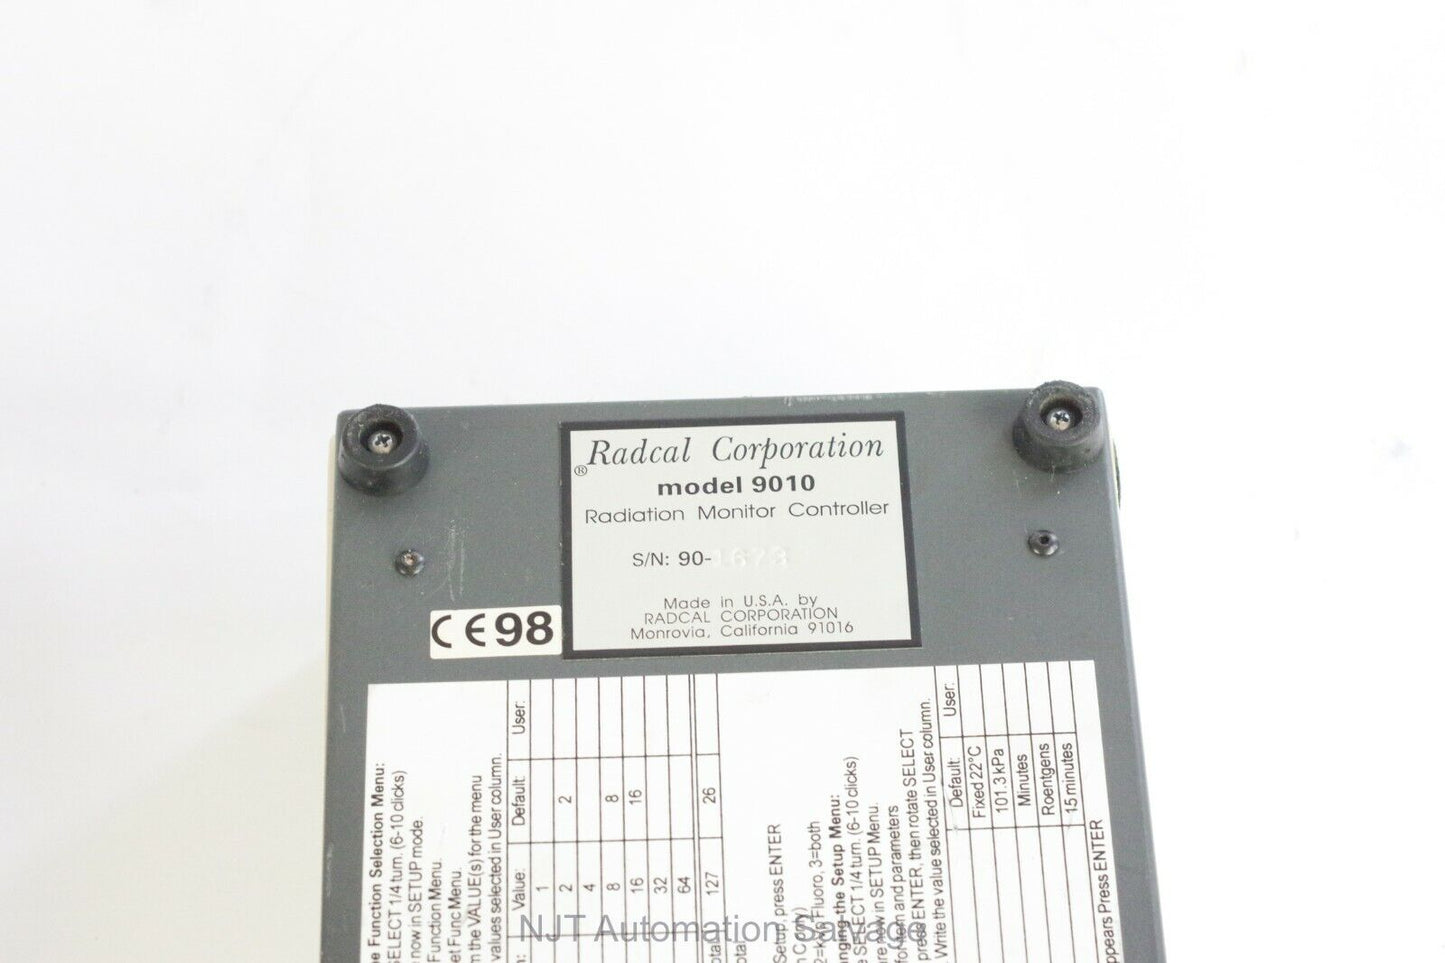 Radcal Corporation
®
model 9010
Radiation Monitor Controller
S/N: 90-1673
Made in U.S.A. by
RADCAL CORPORATION
Monrovia, California 91016
CE98
Function Selection Menu:
SELECT 1/4 turn. (6-10 clicks)
now in SETUP mode.
Function Menu.
Func Menu.
the VALUE(s) for the menu
values selected in User column.
Value: Default: User:
1
2 2
4
8 8
16 16
32
64
127 26
Setup, press ENTER
Fluoro, 3=both
the Setup Menu:
SELECT 1/4 turn. (6-10 clicks)
now in SETUP Menu.
for Mom and parameters
press ENTER, then rotate SELECT
Write the value selected in User column.
Default: User:
Fixed 22°C
101.3 kPa
Minutes
Roentgens
15 minutes
appears Press ENTER
NJT Automation Salvage